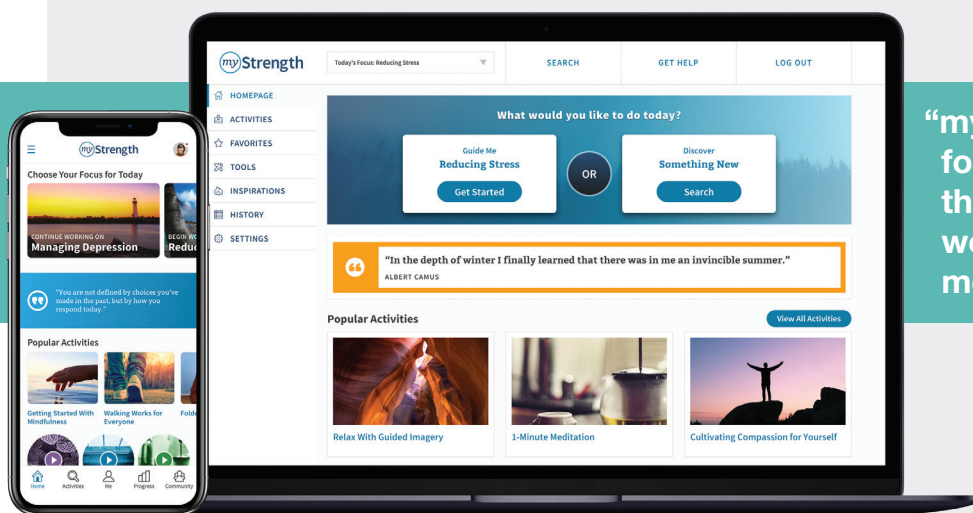 myStrength
Choose Your Focus for Today
CONTINUE WORKING ON
Managing Depression
BEGIN
"You are not defined by choices you've
made in the past, but by how you
respond today."
Popular Activities
Getting Started With
Mindfulness
Walking Works for
Everyone
Home
Activities
Me
Progress
Community
myStrength
Today's Focus: Reducing Stress
SEARCH
GET HELP
LOG OUT
HOMEPAGE
ACTIVITIES
FAVORITES
TOOLS
INSPIRATIONS
HISTORY
SETTINGS
What would you like to do today?
Guide Me
Reducing Stress
Get Started
OR
Discover
Something New
Search
"In the depth of winter I finally learned that there was in me an invincible summer."
ALBERT CAMUS
Popular Activities
View All Activities
Relax With Guided Imagery
1-Minute Meditation
Cultivating Compassion for Yourself
“my